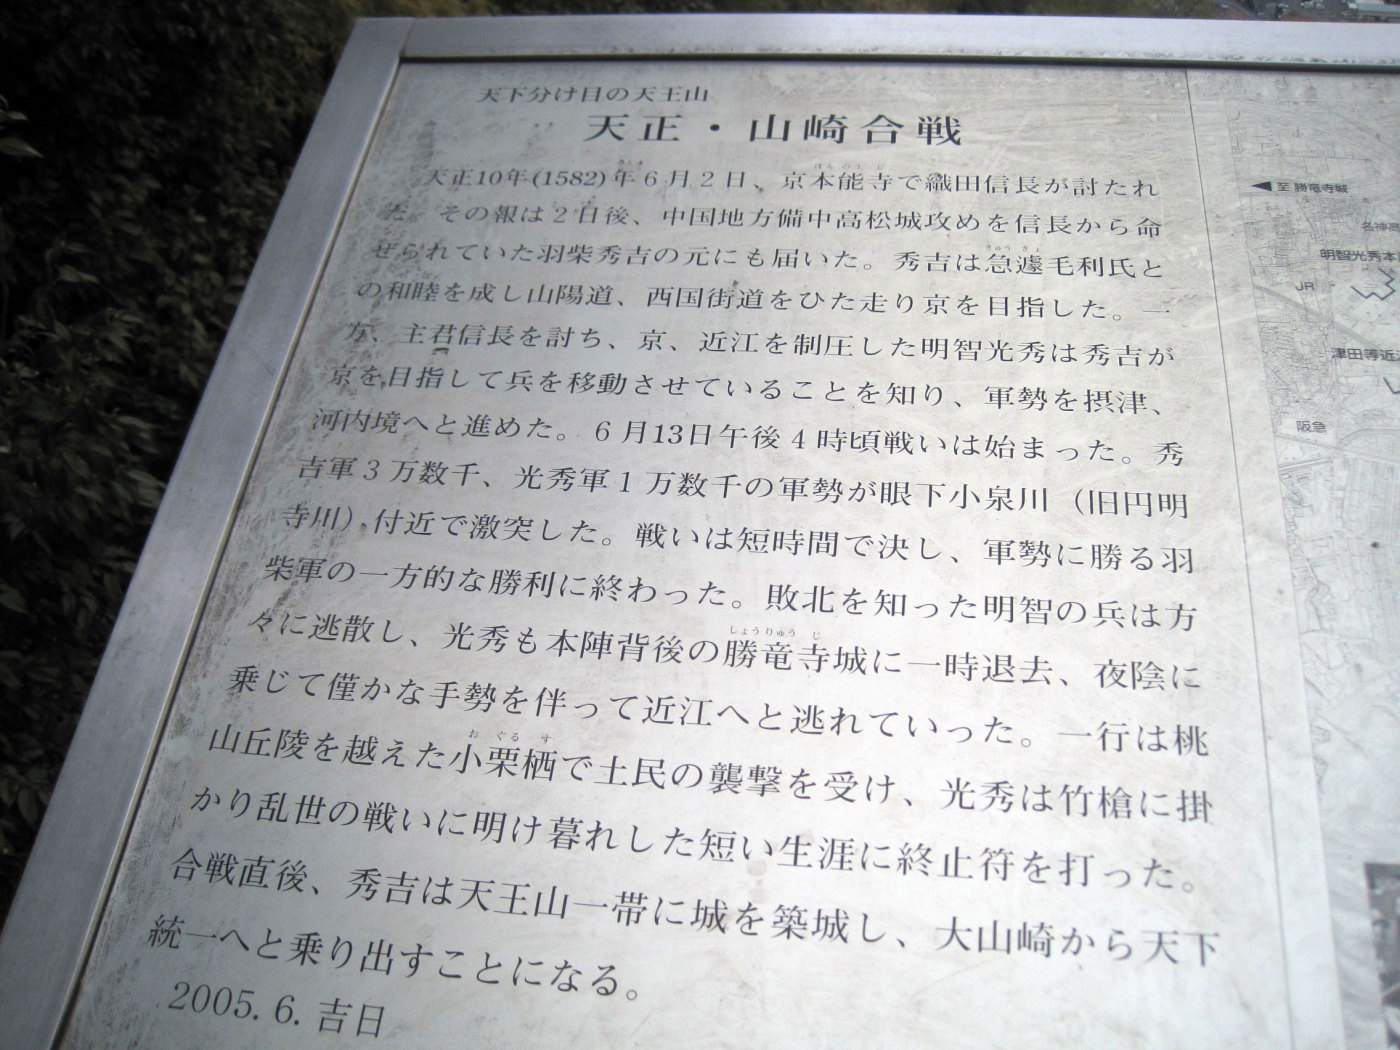 天下分け目の天王山
天正・山崎合戦
天正10年(1582)年6月2日、京本能寺で織田信長が討たれ
た。その報は2日後、中国地方備中高松城攻めを信長から命
ぜられていた羽柴秀吉の元にも届いた。秀吉は急遽毛利氏と
の和睦を成し山陽道、西国街道をひた走り京を目指した。一
方、主君信長を討ち、京、近江を制圧した明智光秀は秀吉が
京を目指して兵を移動させていることを知り、軍勢を摂津、
河内境へと進めた。6月13日午後4時頃戦いは始まった。秀
吉軍3万数千、光秀軍1万数千の軍勢が眼下小泉川（旧円明
寺川）付近で激突した。戦いは短時間で決し、軍勢に勝る羽
柴軍の一方的な勝利に終わった。敗北を知った明智の兵は方
々に逃散し、光秀も本陣背後の勝竜寺城に一時退去、夜陰に
乗じて僅かな手勢を伴って近江へと逃れていった。一行は桃
山丘陵を越えた小栗栖で土民の襲撃を受け、光秀は竹槍に掛
かり乱世の戦いに明け暮れした短い生涯に終止符を打った。
合戦直後、秀吉は天王山一帯に城を築城し、大山崎から天下
統一へと乗り出すことになる。
2005. 6. 吉日
至 勝竜寺城
名神高
明智光秀本
JR
津田等近
阪急